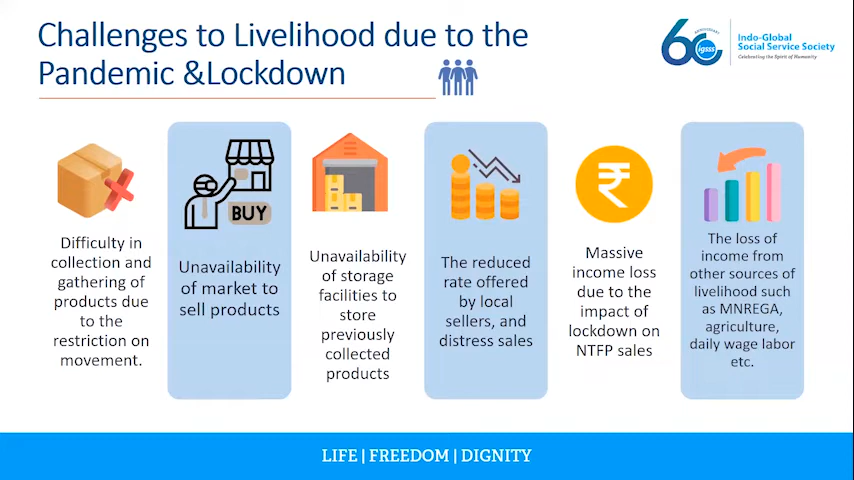 Challenges to Livelihood due to the
Pandemic &Lockdown
60
ANNIVERSARY
igsss
Indo-Global
Social Service Society
Celebrating the Spirit of Humanity
Difficulty in
collection and
gathering of
products due
to the
restriction on
movement.
BUY
Unavailability
of market to
sell products
Unavailability
of storage
facilities to
store
previously
collected
products
The reduced
rate offered
by local
sellers, and
distress sales
₹
Massive
income loss
due to the
impact of
lockdown on
NTFP sales
The loss of
income from
other sources of
livelihood such
as MNREGA,
agriculture,
daily wage labor
etc.
LIFE | FREEDOM | DIGNITY